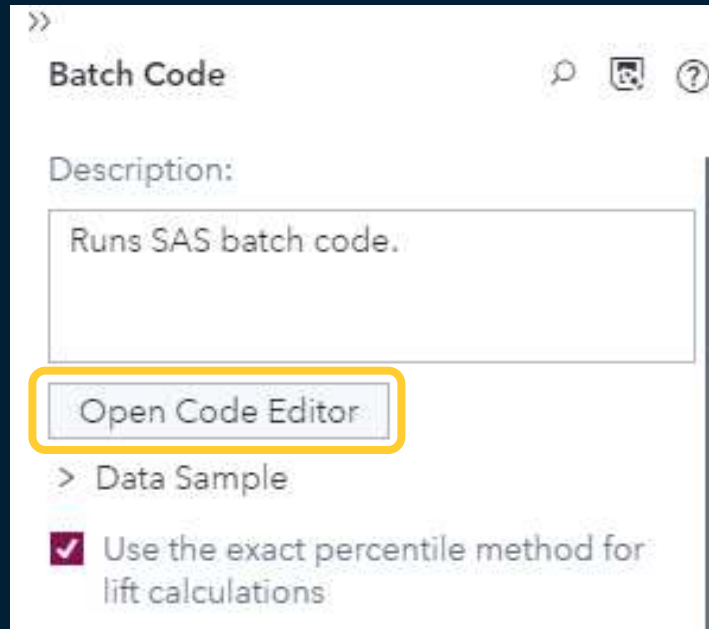 Batch Code
Description:
Runs SAS batch code.
Open Code Editor
> Data Sample
Use the exact percentile method for
lift calculations